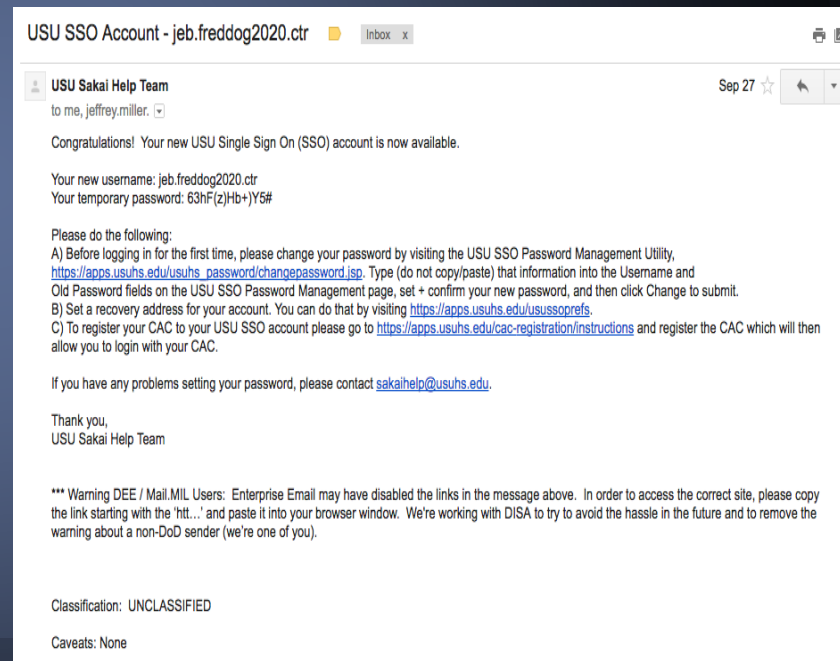 USU SSO Account - jeb.freddog2020.ctr Inbox x
USU Sakai Help Team Sep 27
to me, jeffrey.miller.
Congratulations! Your new USU Single Sign On (SSO) account is now available.
Your new username: jeb.freddog2020.ctr
Your temporary password: 63hF(z)Hb+)Y5#
Please do the following:
A) Before logging in for the first time, please change your password by visiting the USU SSO Password Management Utility,
https://apps.usuhs.edu/usuhs_password/changepassword.jsp. Type (do not copy/paste) that information into the Username and
Old Password fields on the USU SSO Password Management page, set + confirm your new password, and then click Change to submit.
B) Set a recovery address for your account. You can do that by visiting https://apps.usuhs.edu/usussoprefs.
C) To register your CAC to your USU SSO account please go to https://apps.usuhs.edu/cac-registration/instructions and register the CAC which will then
allow you to login with your CAC.
If you have any problems setting your password, please contact sakaihelp@usuhs.edu.
Thank you,
USU Sakai Help Team
*** Warning DEE / Mail.MIL Users: Enterprise Email may have disabled the links in the message above. In order to access the correct site, please copy
the link starting with the 'htt…' and paste it into your browser window. We're working with DISA to try to avoid the hassle in the future and to remove the
warning about a non-DoD sender (we're one of you).
Classification: UNCLASSIFIED
Caveats: None